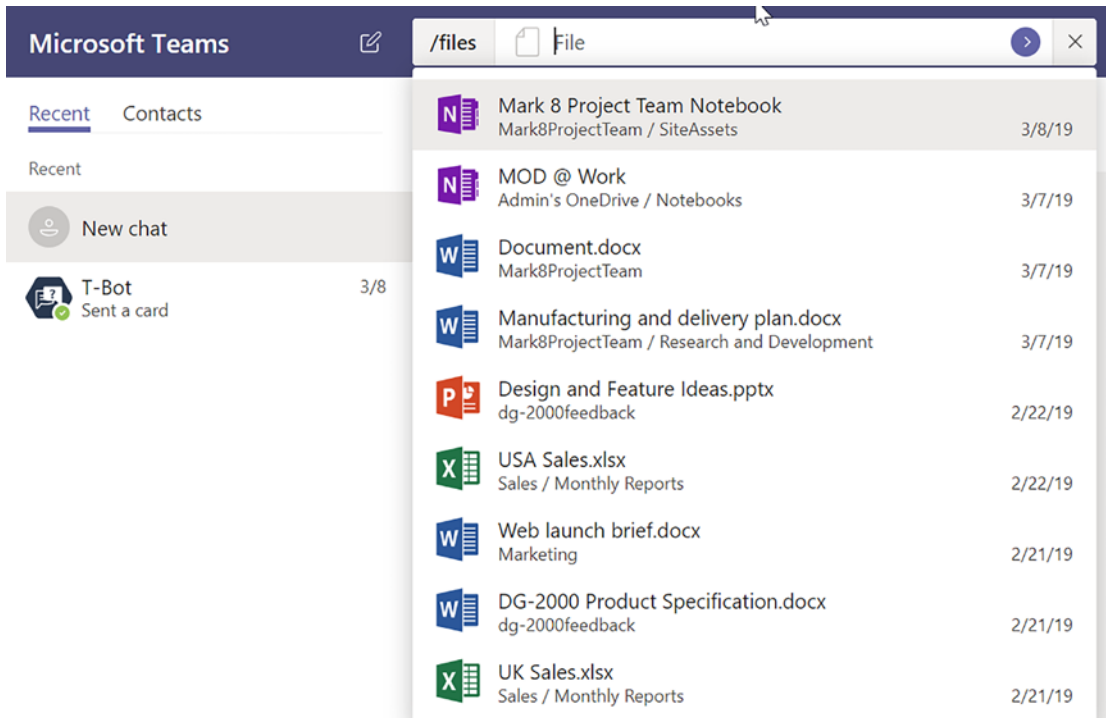 Microsoft Teams
/files File
Recent Contacts
Recent
New chat
T-Bot 3/8
Sent a card
Mark 8 Project Team Notebook
Mark8ProjectTeam / SiteAssets 3/8/19
MOD @ Work
Admin's OneDrive / Notebooks 3/7/19
Document.docx
Mark8ProjectTeam 3/7/19
Manufacturing and delivery plan.docx
Mark8ProjectTeam / Research and Development 3/7/19
Design and Feature Ideas.pptx
dg-2000feedback 2/22/19
USA Sales.xlsx
Sales / Monthly Reports 2/22/19
Web launch brief.docx
Marketing 2/21/19
DG-2000 Product Specification.docx
dg-2000feedback 2/21/19
UK Sales.xlsx
Sales / Monthly Reports 2/21/19